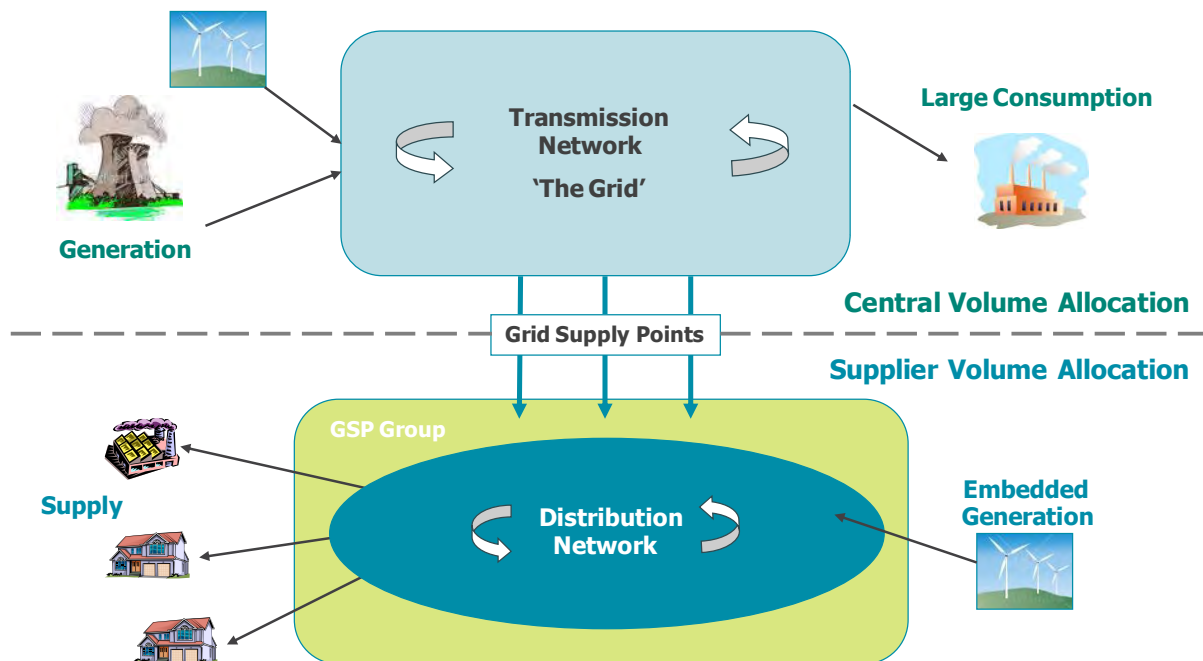 Generation
Transmission
Network
‘The Grid’
Large Consumption
Central Volume Allocation
Grid Supply Points
Supplier Volume Allocation
GSP Group
Supply
Distribution
Network
Embedded
Generation